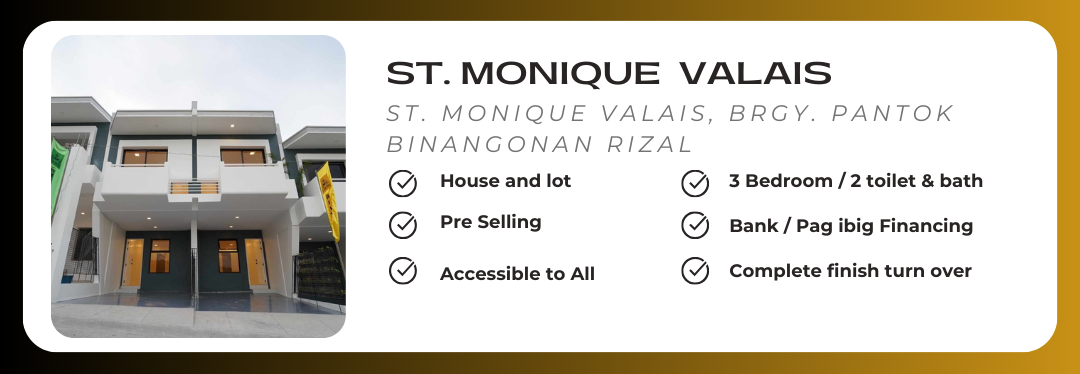 ST. MONIQUE VALAIS
ST. MONIQUE VALAIS, BRGY. PANTOK
BINANGONAN RIZAL
House and lot
Pre Selling
Accessible to All
3 Bedroom / 2 toilet & bath
Bank / Pag ibig Financing
Complete finish turn over